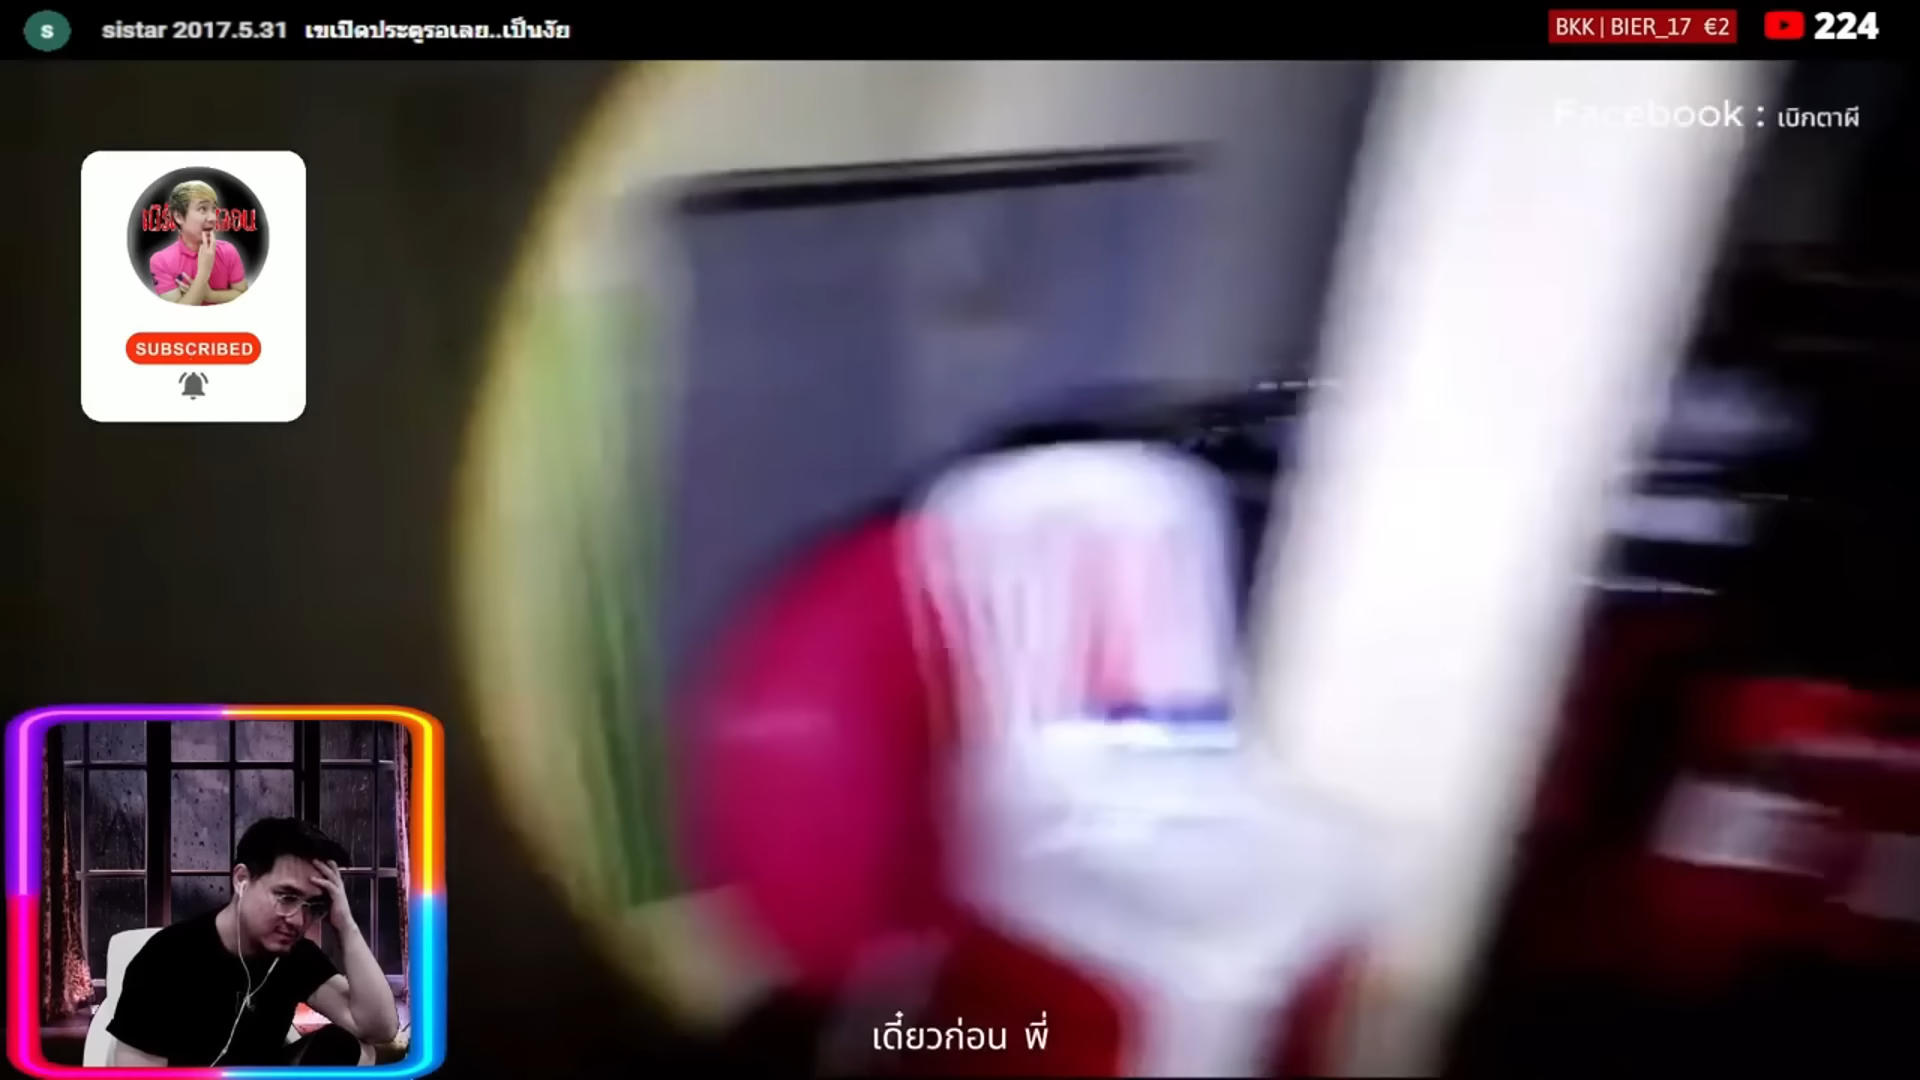 S
sistar 2017.5.31 เขเปิดประตูรอเลย..เป็นงัย
BKK | BIER_17 €2
224
Facebook : เบิกตาผี
SUBSCRIBED
เดี๋ยวก่อน พี่